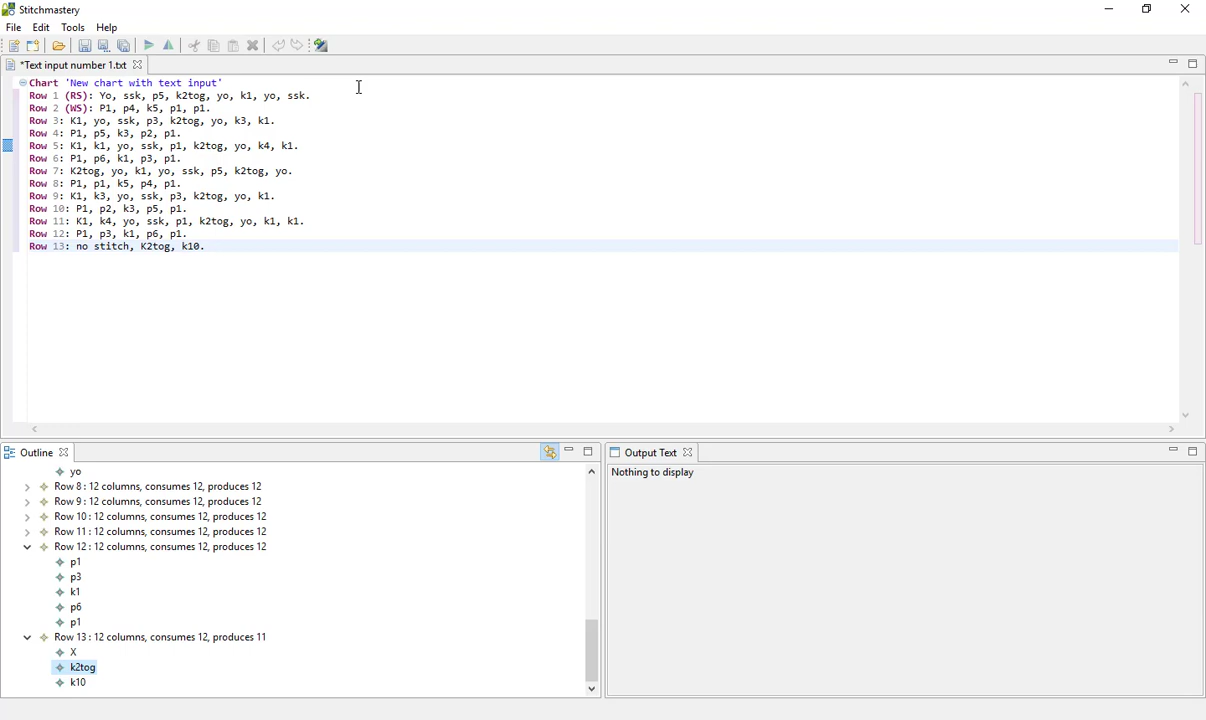 Stitchmastery
File Edit Tools Help
*Text input number 1.txt
Chart 'New chart with text input'
Row 1 (RS): Yo, ssk, p5, k2tog, yo, k1, yo, ssk.
Row 2 (WS): P1, p4, k5, p1, p1.
Row 3: K1, yo, ssk, p3, k2tog, yo, k3, k1.
Row 4: P1, p5, k3, p2, p1.
Row 5: K1, k1, yo, ssk, p1, k2tog, yo, k4, k1.
Row 6: P1, p6, k1, p3, p1.
Row 7: K2tog, yo, k1, yo, ssk, p5, k2tog, yo.
Row 8: P1, p1, k5, p4, p1.
Row 9: K1, k3, yo, ssk, p3, k2tog, yo, k1.
Row 10: P1, p2, k3, p5, p1.
Row 11: K1, k4, yo, ssk, p1, k2tog, yo, k1, k1.
Row 12: P1, p3, k1, p6, p1.
Row 13: no stitch, K2tog, k10.
Outline
yo
Row 8 : 12 columns, consumes 12, produces 12
Row 9 : 12 columns, consumes 12, produces 12
Row 10 : 12 columns, consumes 12, produces 12
Row 11 : 12 columns, consumes 12, produces 12
Row 12 : 12 columns, consumes 12, produces 12
p1
p3
k1
p6
p1
Row 13 : 12 columns, consumes 12, produces 11
X
k2tog
k10
Output Text
Nothing to display